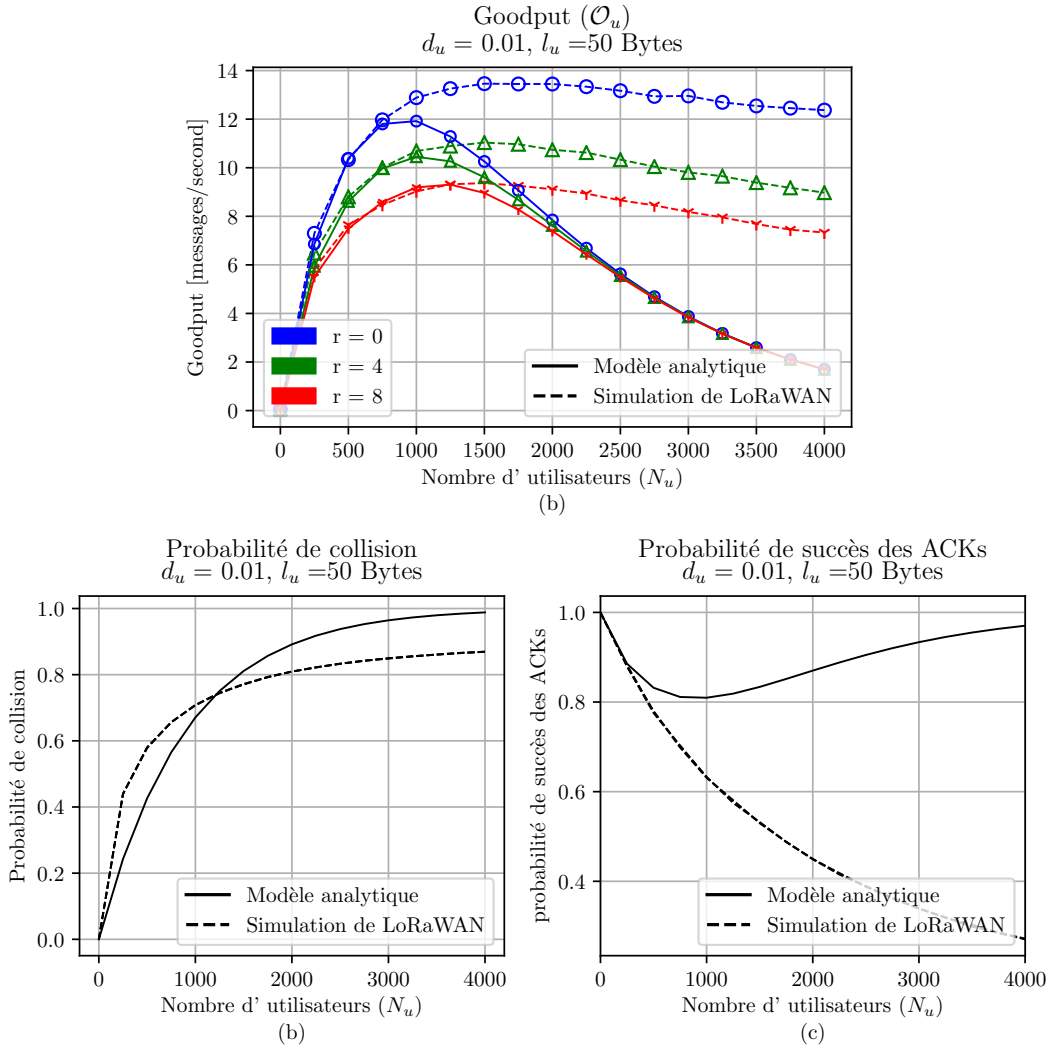 Goodput (𝒪u)
du = 0.01, lu =50 Bytes
Goodput [messages/second]
14
12
10
8
6
4
2
0
r = 0
r = 4
r = 8
Modèle analytique
Simulation de LoRaWAN
0 500 1000 1500 2000 2500 3000 3500 4000
Nombre d' utilisateurs (Nu)
(b)
Probabilité de collision
du = 0.01, lu =50 Bytes
Probabilité de collision
1.0
0.8
0.6
0.4
0.2
0.0
Modèle analytique
Simulation de LoRaWAN
0 1000 2000 3000 4000
Nombre d' utilisateurs (Nu)
(b)
Probabilité de succès des ACKs
du = 0.01, lu =50 Bytes
probabilité de succès des ACKs
1.0
0.8
0.6
0.4
Modèle analytique
Simulation de LoRaWAN
0 1000 2000 3000 4000
Nombre d' utilisateurs (Nu)
(c)